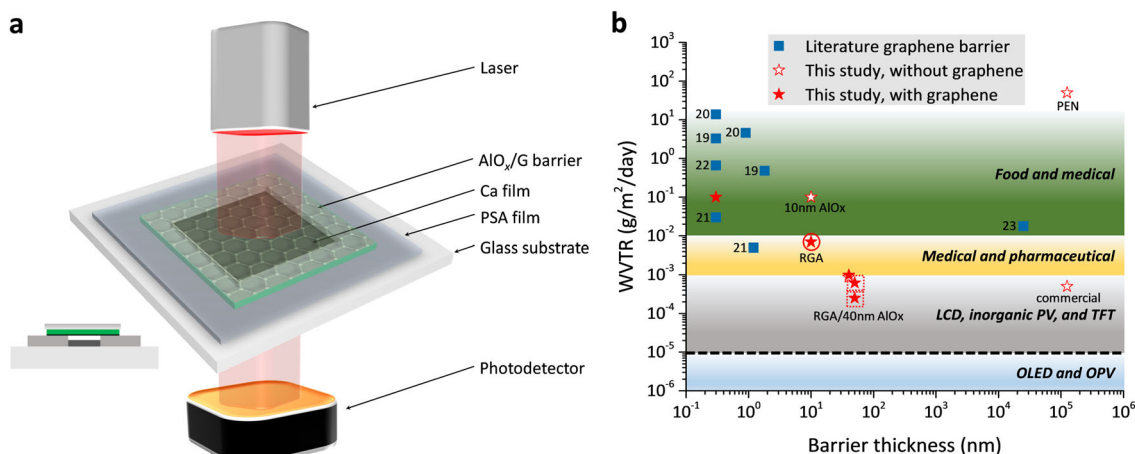 a
Laser
AlOₓ/G barrier
Ca film
PSA film
Glass substrate
Photodetector
b
WVTR (g/m²/day)
10³
10²
10¹
10⁰
10⁻¹
10⁻²
10⁻³
10⁻⁴
10⁻⁵
10⁻⁶
Literature graphene barrier
This study, without graphene
This study, with graphene
PEN
20
20
19
22
19
Food and medical
10nm AlOx
21
23
21
RGA
Medical and pharmaceutical
commercial
RGA/40nm AlOx
LCD, inorganic PV, and TFT
OLED and OPV
10⁻¹ 10⁰ 10¹ 10² 10³ 10⁴ 10⁵ 10⁶
Barrier thickness (nm)